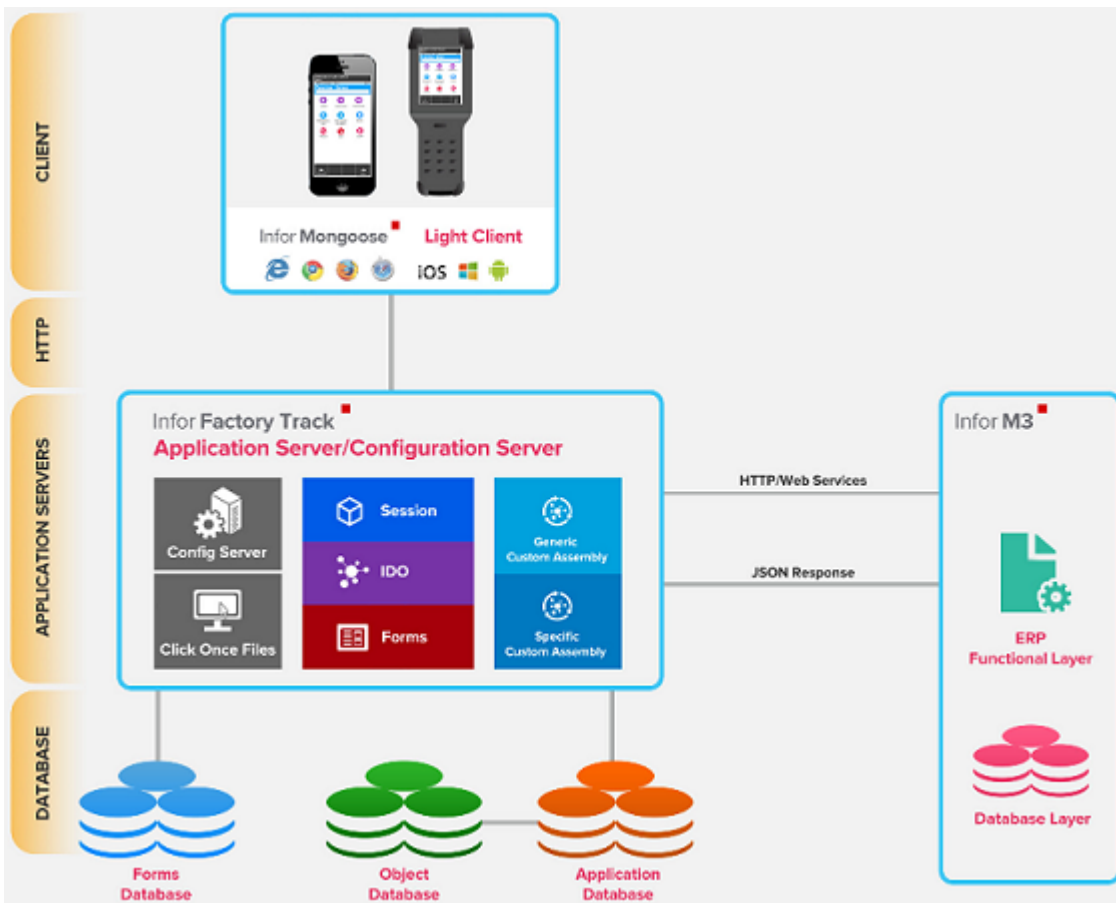 CLIENT
Infor Mongoose
Light Client
iOS
HTTP
APPLICATION SERVERS
Infor Factory Track
Application Server/Configuration Server
Config Server
Click Once Files
Session
IDO
Forms
Generic
Custom Assembly
Specific
Custom Assembly
HTTP/Web Services
JSON Response
Infor M3
ERP
Functional Layer
Database Layer
DATABASE
Forms
Database
Object
Database
Application
Database